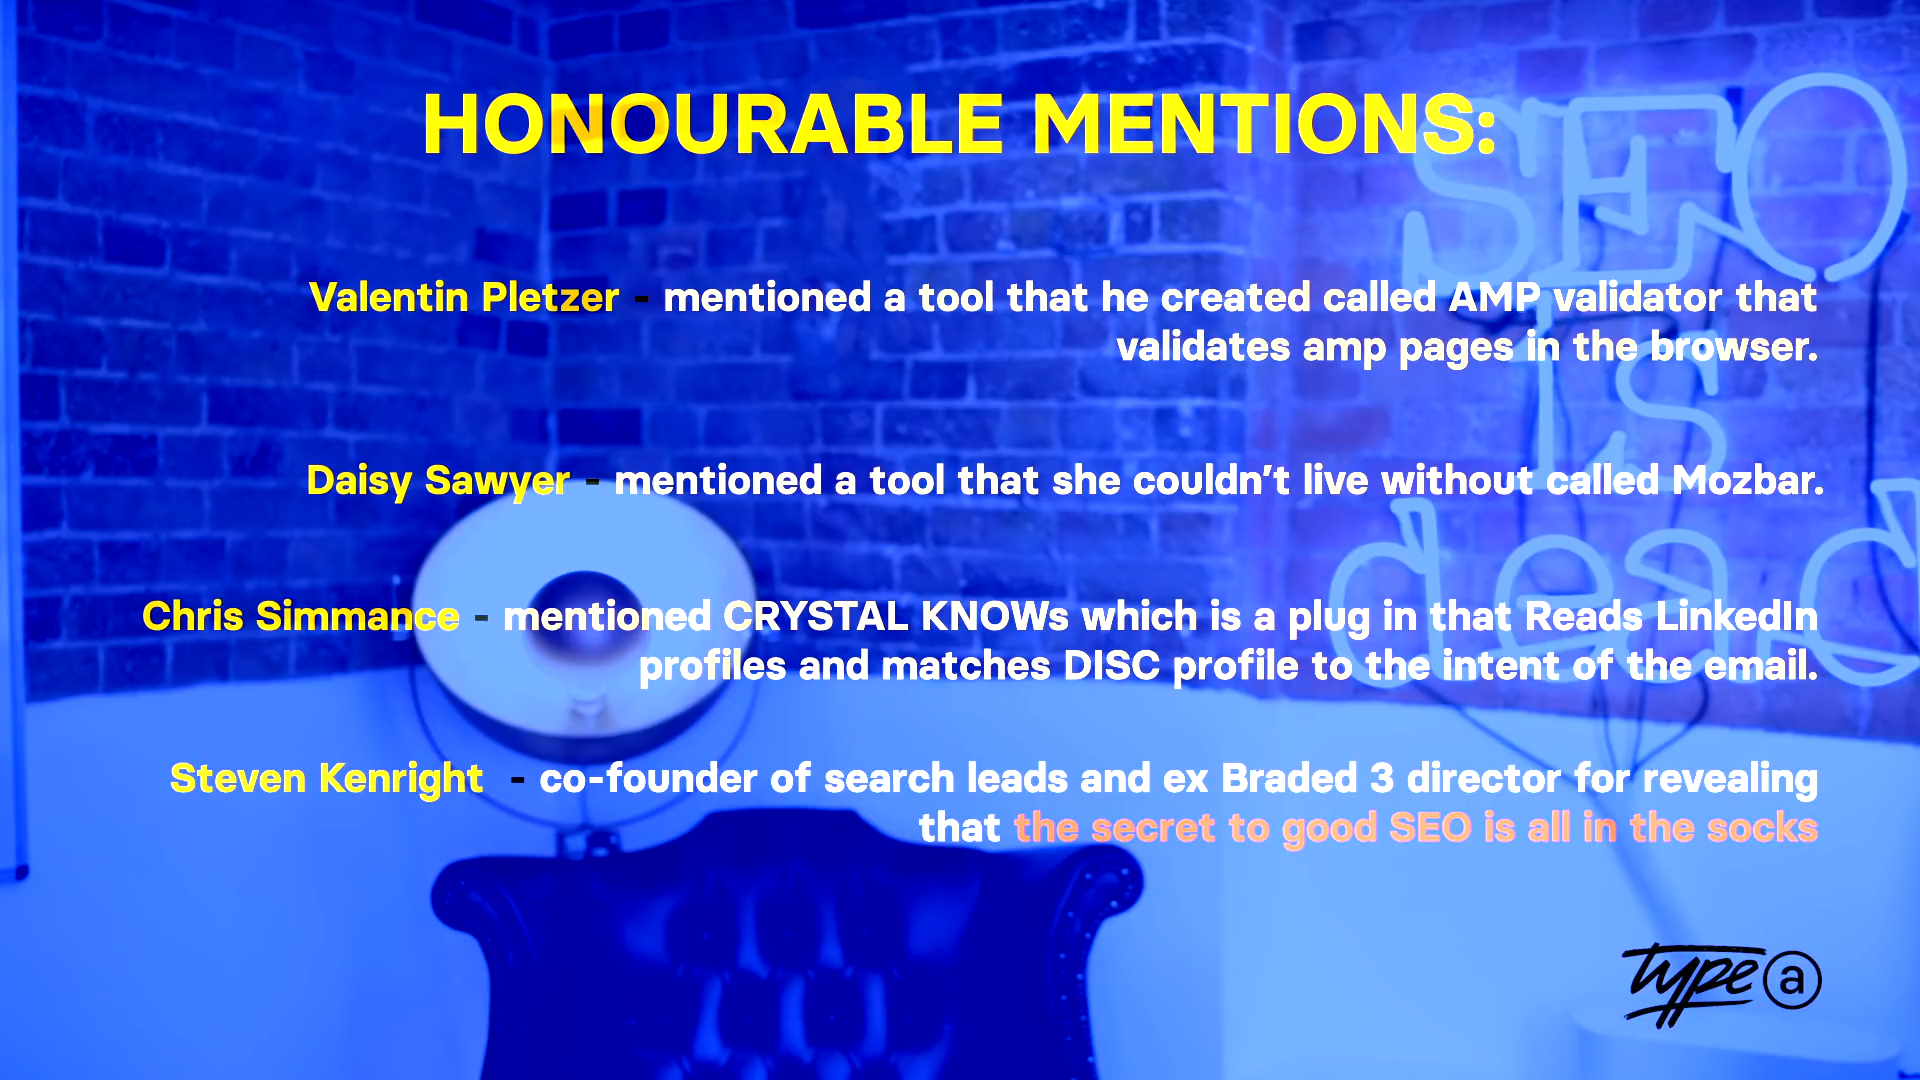 HONOURABLE MENTIONS:
SEO
Valentin Pletzer - mentioned a tool that he created called AMP validator that
validates amp pages in the browser.
is
Daisy Sawyer - mentioned a tool that she couldn't live without called Mozbar.
dead
Chris Simmance - mentioned CRYSTAL KNOWs which is a plug in that Reads LinkedIn
profiles and matches DISC profile to the intent of the email.
Steven Kenright - co-founder of search leads and ex Braded 3 director for revealing
that the secret to good SEO is all in the socks
type a